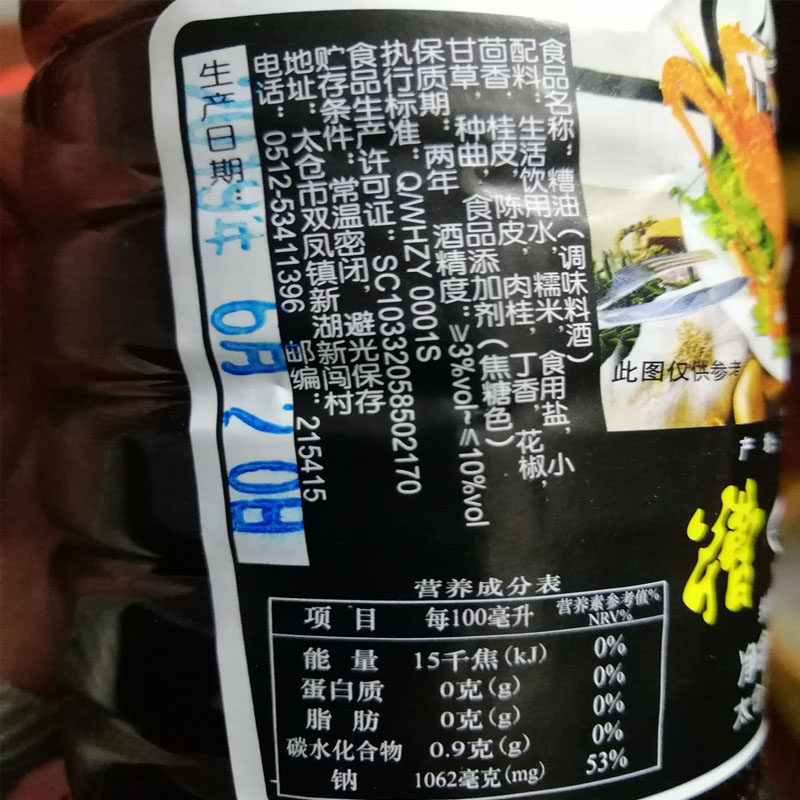 食品名称：糟油（调味料酒）
配料：生活饮用水，糯米，食用盐，小
茴香，桂皮，陈皮，肉桂，丁香，花椒，
甘草，种曲，食品添加剂（焦糖色）
保质期：两年 酒精度：≥3%vol~≤10%vol
执行标准：Q/WHZY 0001S
食品生产许可证：SC10332058502170
贮存条件：常温密闭，避光保存
地址：太仓市双凤镇新湖新闯村
电话：0512-53411396 邮编：215415
生产日期：
2019年 6月20日
此图仅供参考
产
糟
太
营养成分表
项 目 每100毫升 营养素参考值%
NRV%
能 量 15千焦(kJ) 0%
蛋白质 0克(g) 0%
脂 肪 0克(g) 0%
碳水化合物 0.9克(g) 0%
钠 1062毫克(mg) 53%